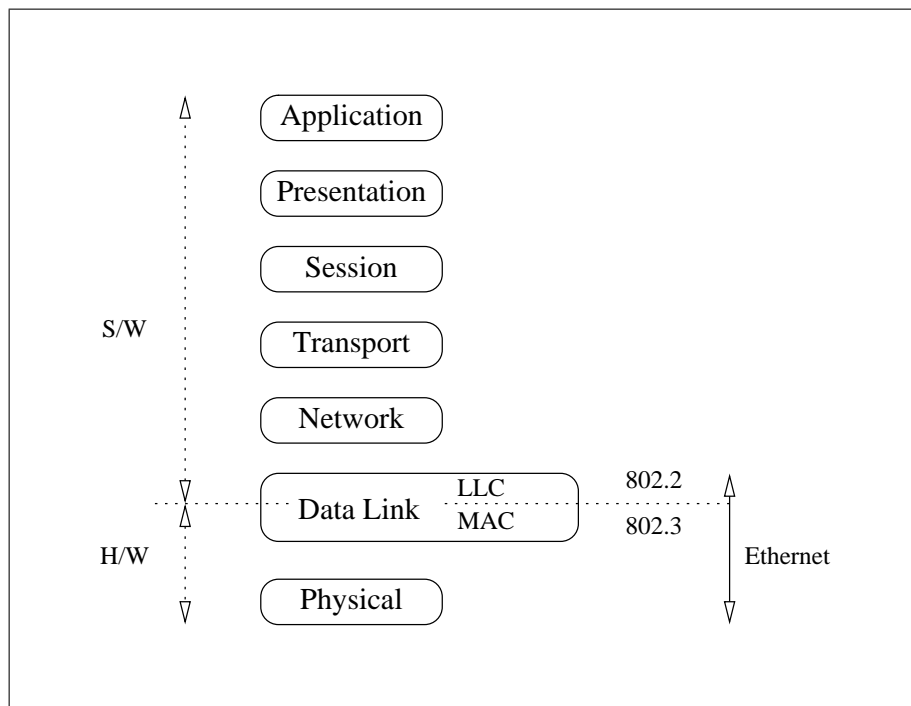 Application
Presentation
Session
S/W
Transport
Network
LLC
802.2
Data Link
MAC
802.3
H/W
Ethernet
Physical